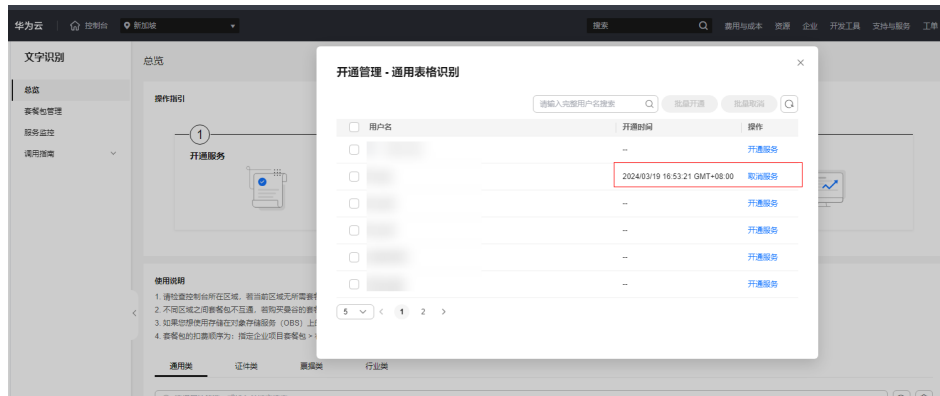 华为云 控制台 新加坡 搜索 费用与成本 资源 企业 开发工具 支持与服务 工单
文字识别
总览
套餐包管理
服务监控
调用指南
总览
操作指引
1
开通服务
开通管理 - 通用表格识别
请输入完整用户名搜索 批量开通 批量取消
用户名 开通时间 操作
-- 开通服务
2024/03/19 16:53:21 GMT+08:00 取消服务
-- 开通服务
-- 开通服务
-- 开通服务
-- 开通服务
5 1 2
使用说明
1. 请检查控制台所在区域，若当前区域无所需套
2. 不同区域之间套餐包不互通，若购买曼谷的套
3. 如果您想使用存储在对象存储服务（OBS）上
4. 套餐包的扣费顺序为：指定企业项目套餐包 >
通用类 证件类 票据类 行业类